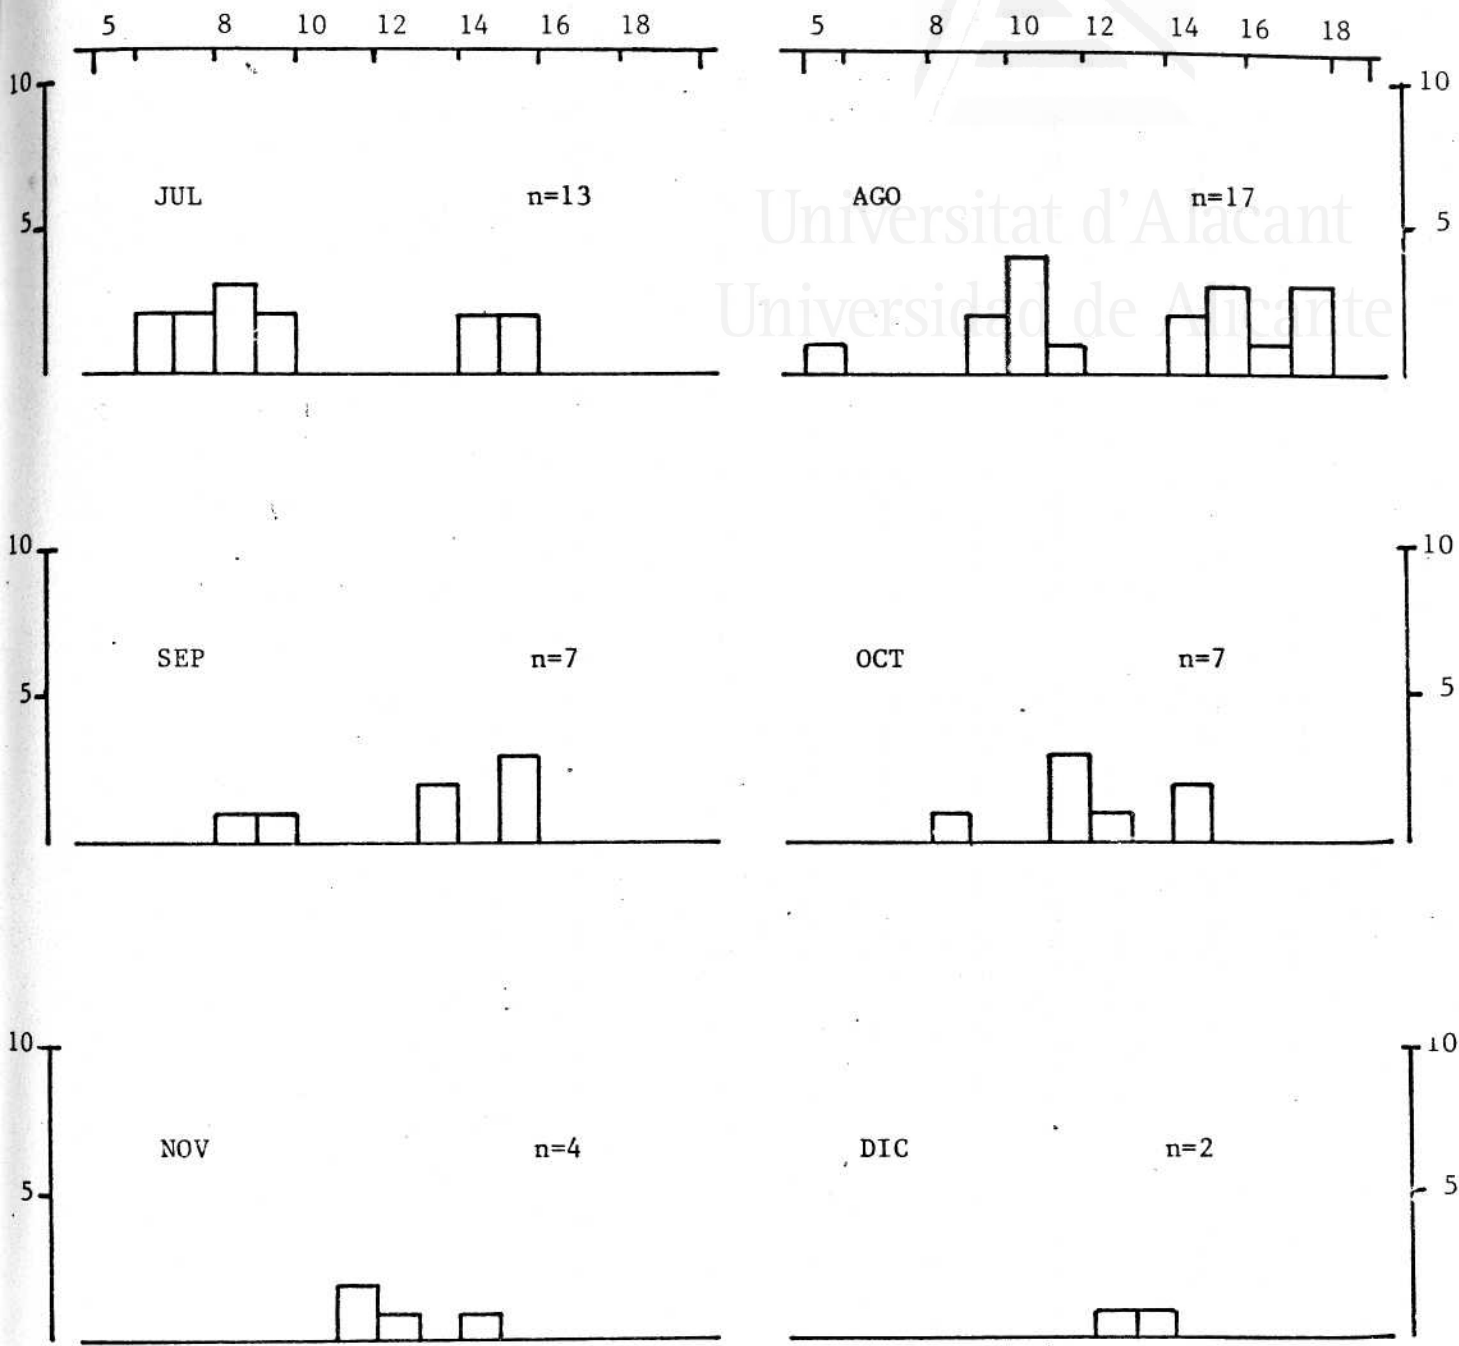 5 8 10 12 14 16 18 5 8 10 12 14 16 18
10 10
JUL n=13 AGO n=17
5 5
Universitat d'Alacant
Universidad de Alicante
10 10
SEP n=7 OCT n=7
5 5
10 10
NOV n=4 DIC n=2
5 5